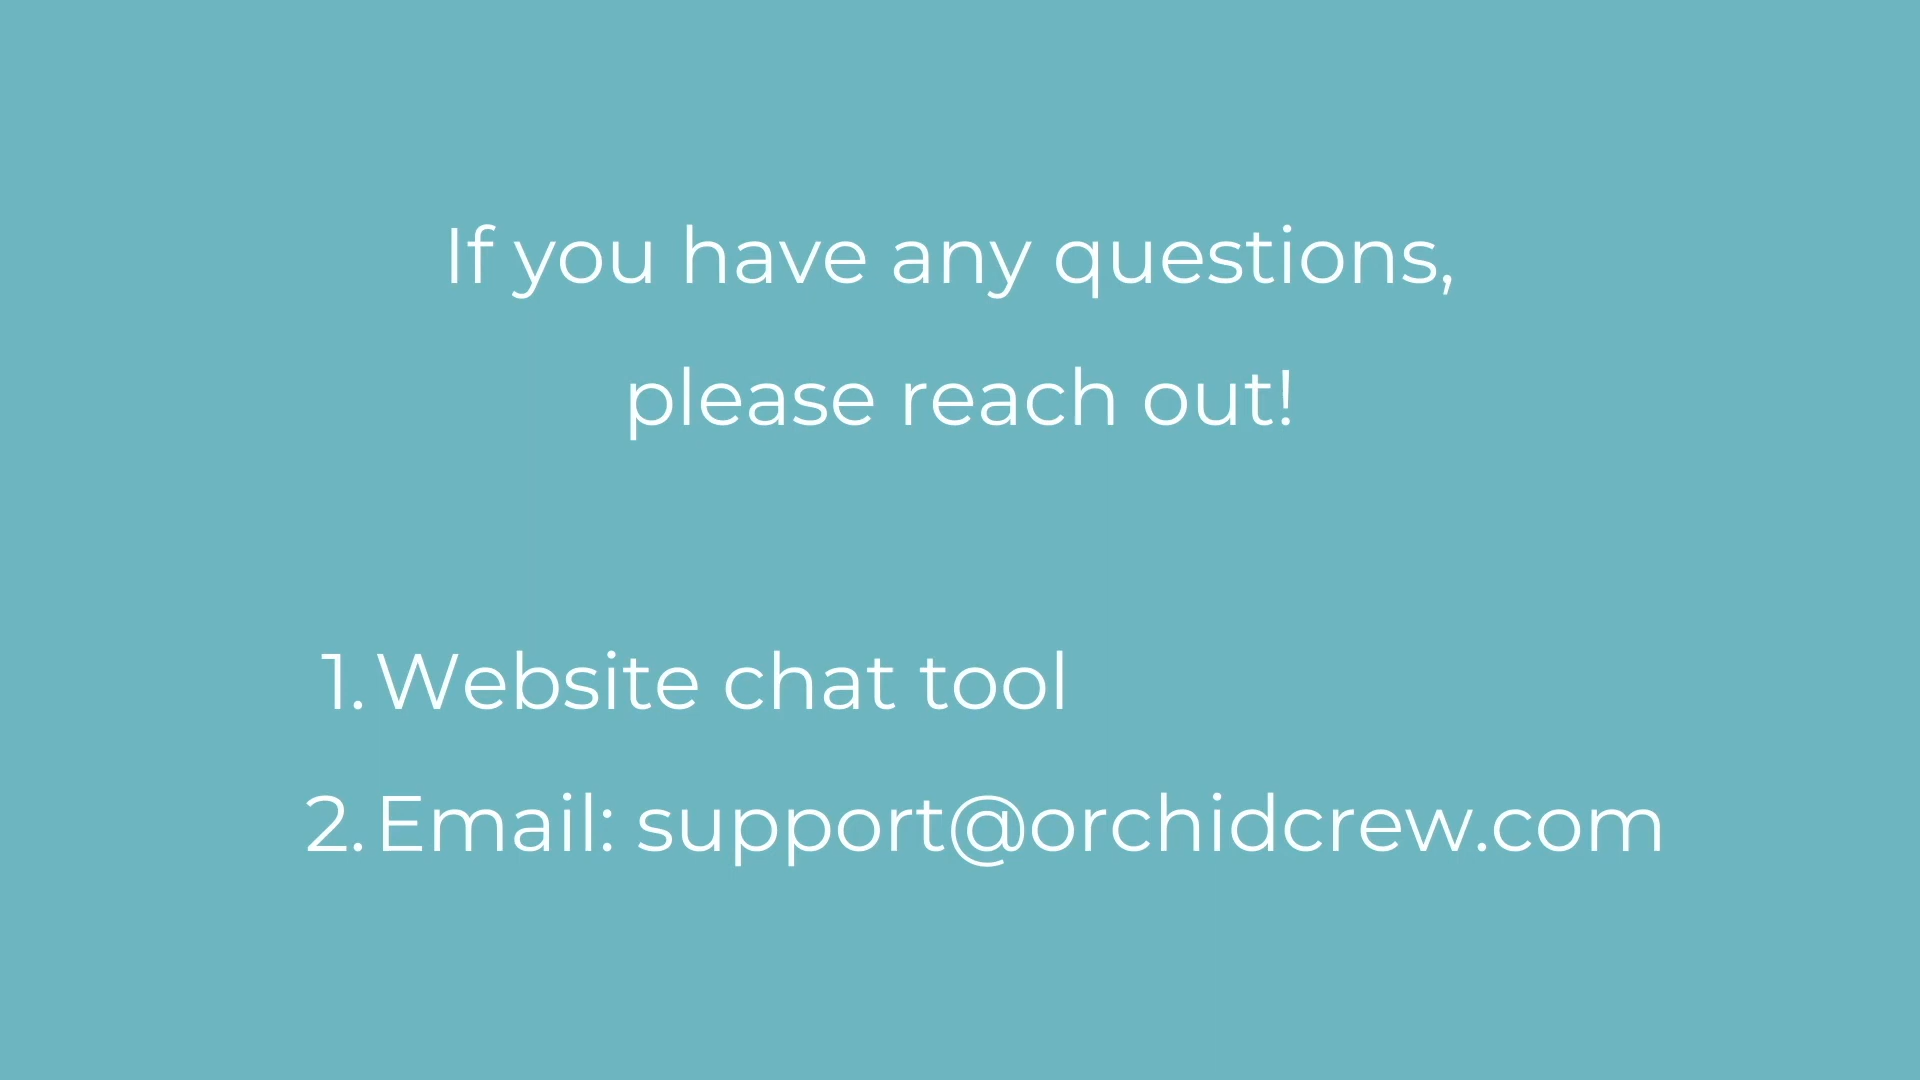 If you have any questions,
please reach out!
1. Website chat tool
2. Email: support@orchidcrew.com